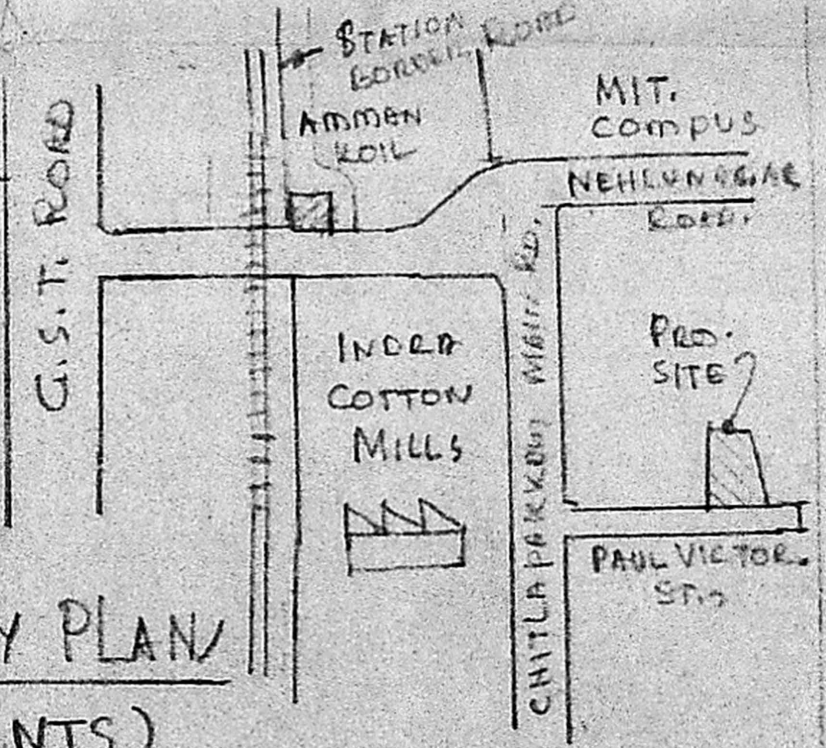 STATION
BORDER ROAD
AMMAN
KOIL
MIT.
Compus
NEHLUNAGAR
ROAD.
G.S.T. ROAD
INDRA
COTTON
MILLS
CHITLAPAKKAM MAIN RD.
PRO.
SITE
PAUL VICTOR.
ST.,
Y PLAN
NTS)